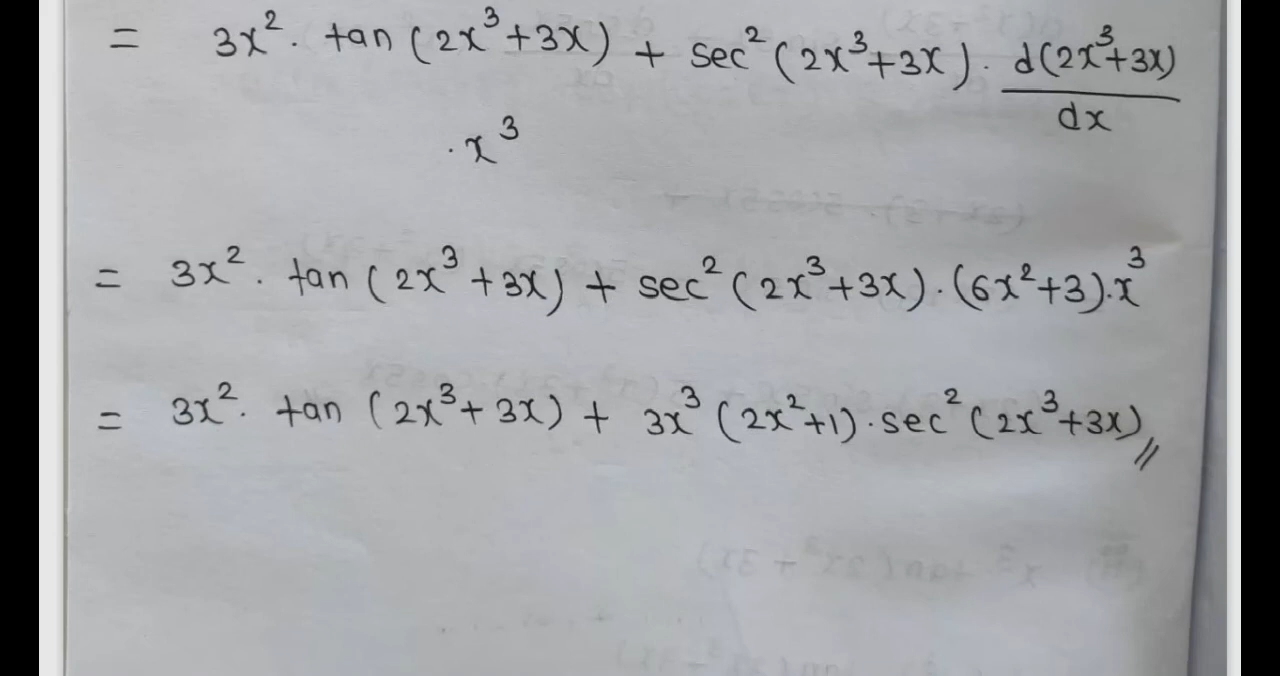 = 3x². tan (2x³+3x) + sec² (2x³+3x). d(2x³+3x)/dx
.x³
= 3x². tan (2x³+3x) + sec² (2x³+3x).(6x²+3).x³
= 3x². tan (2x³+3x) + 3x³ (2x²+1).sec² (2x³+3x)//